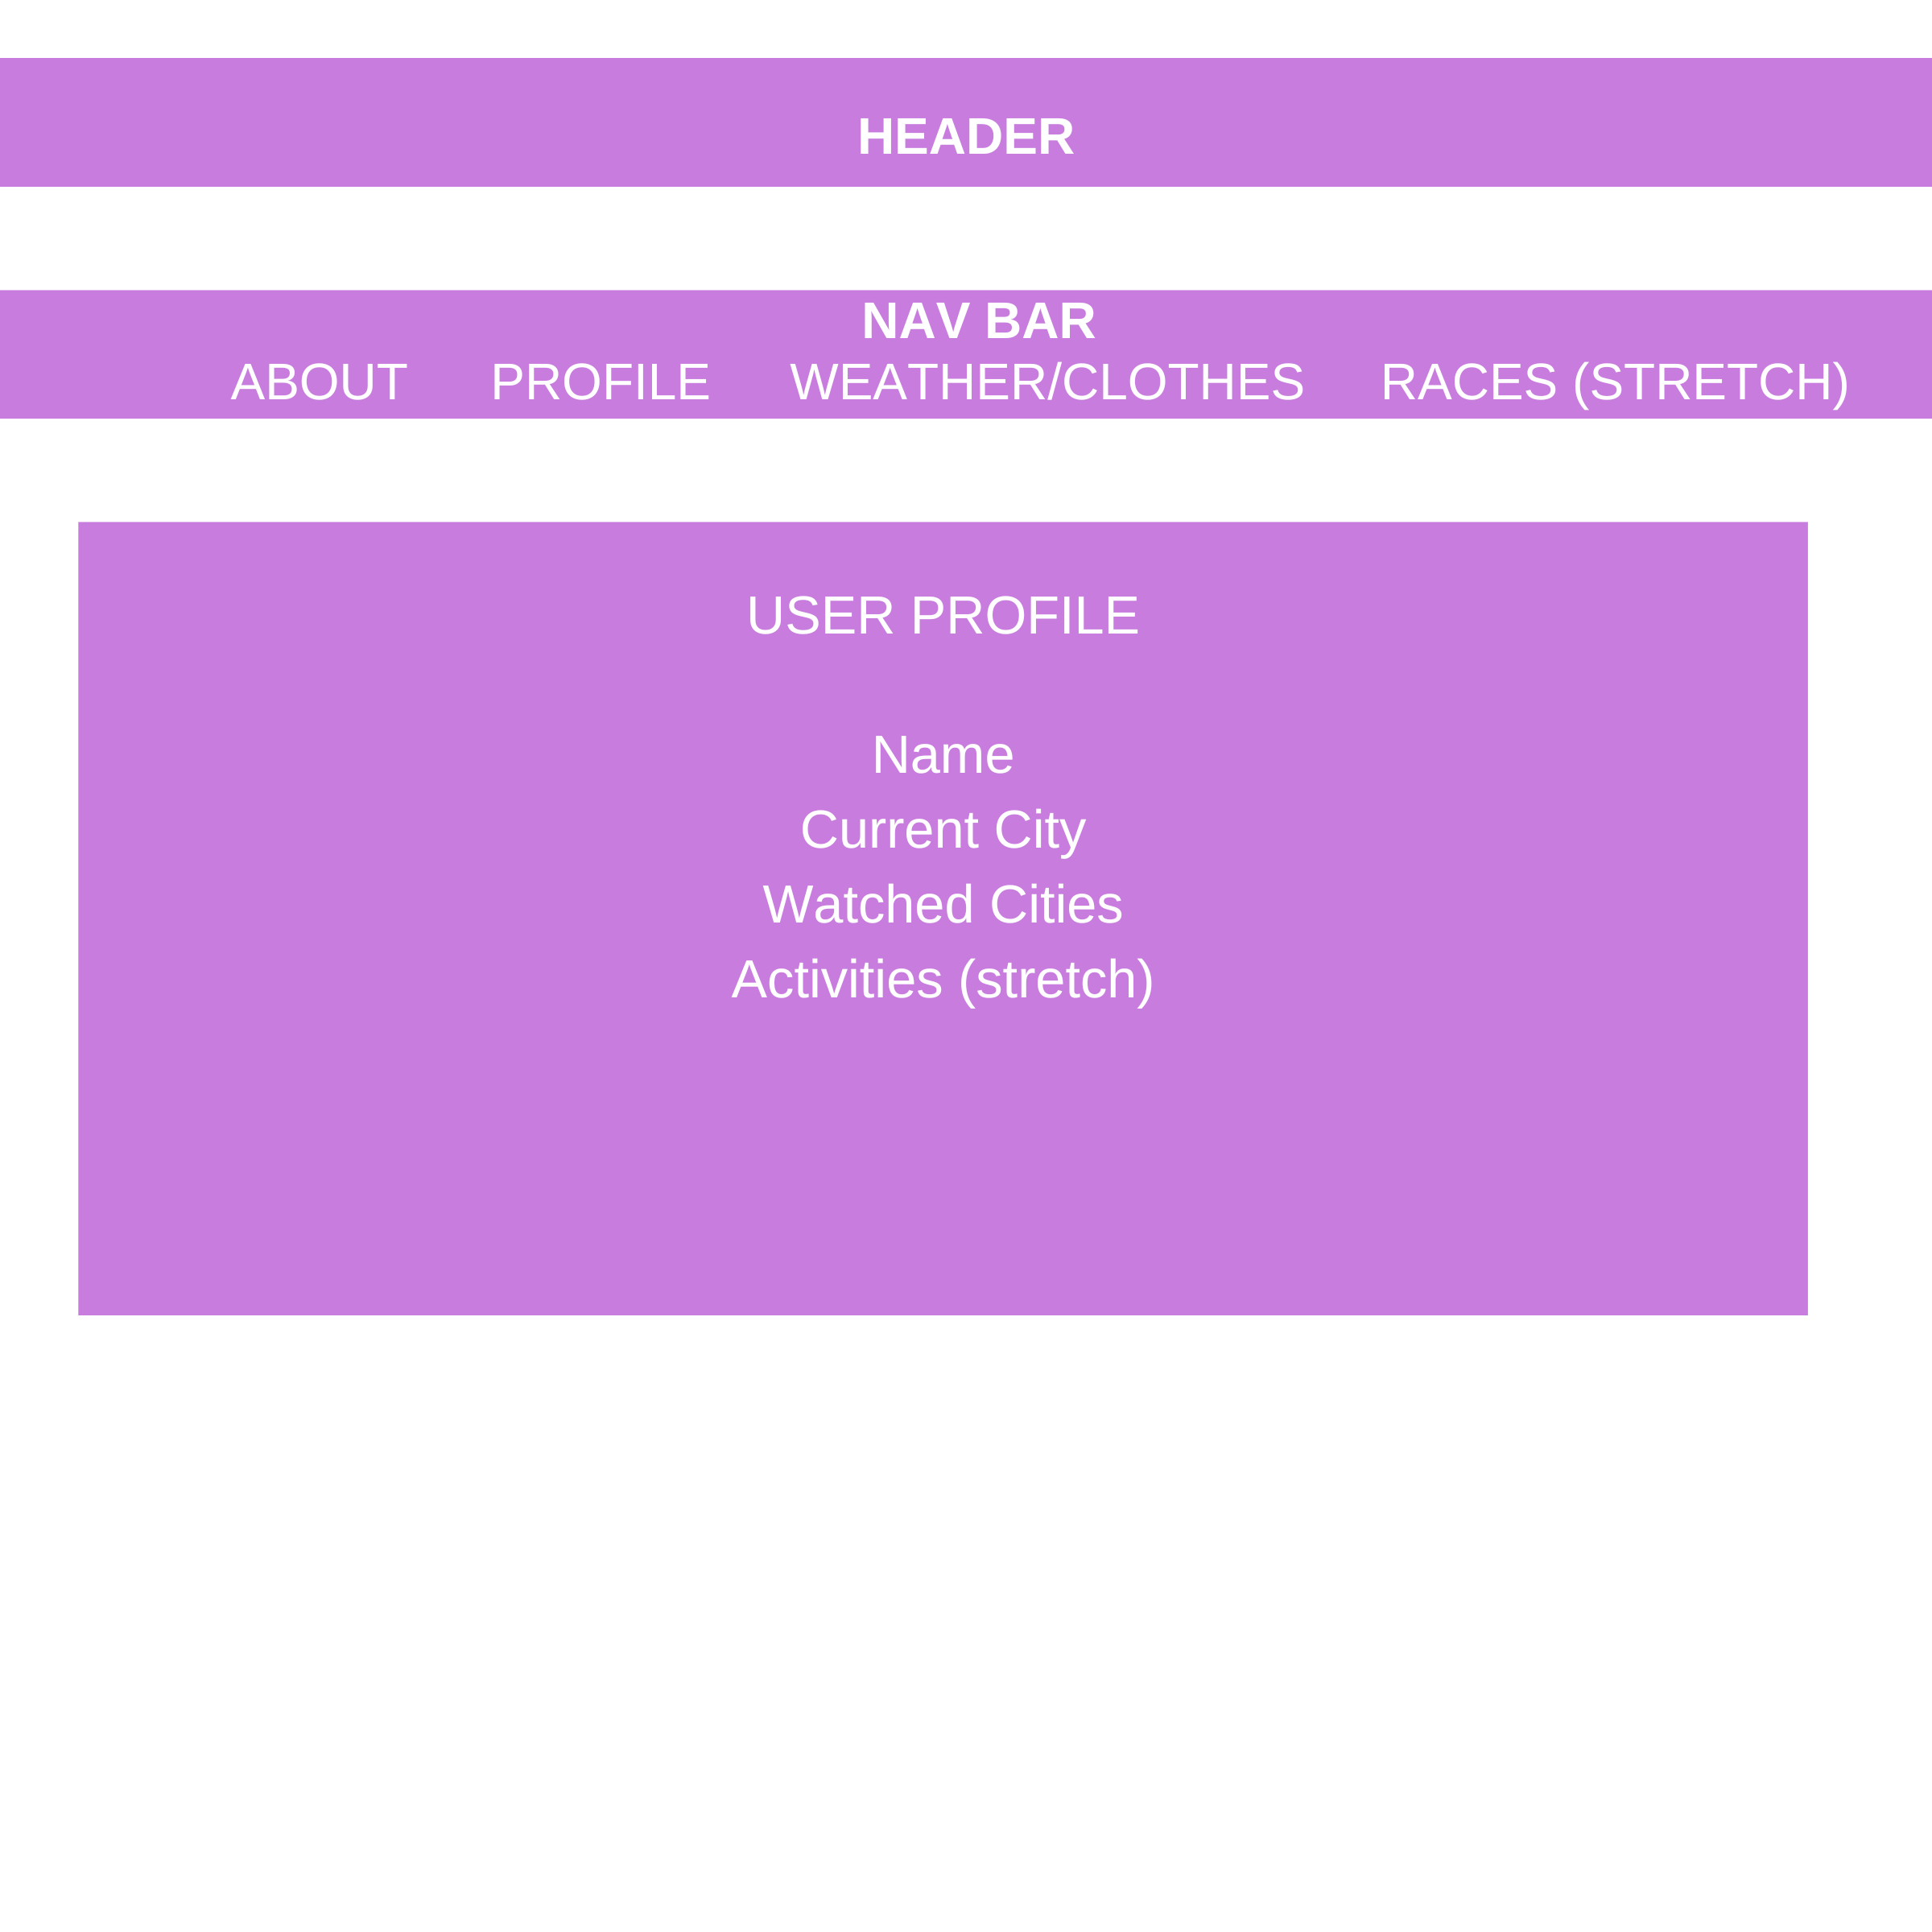 HEADER
NAV BAR
ABOUT PROFILE WEATHER/CLOTHES RACES (STRETCH)
USER PROFILE
Name
Current City
Watched Cities
Activities (stretch)